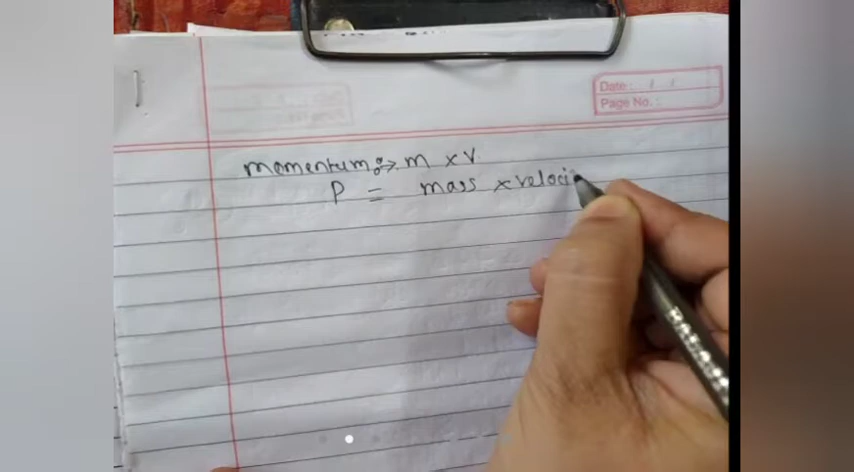 Date :
Page No. :
momentum :→ m × v
P = mass × veloci